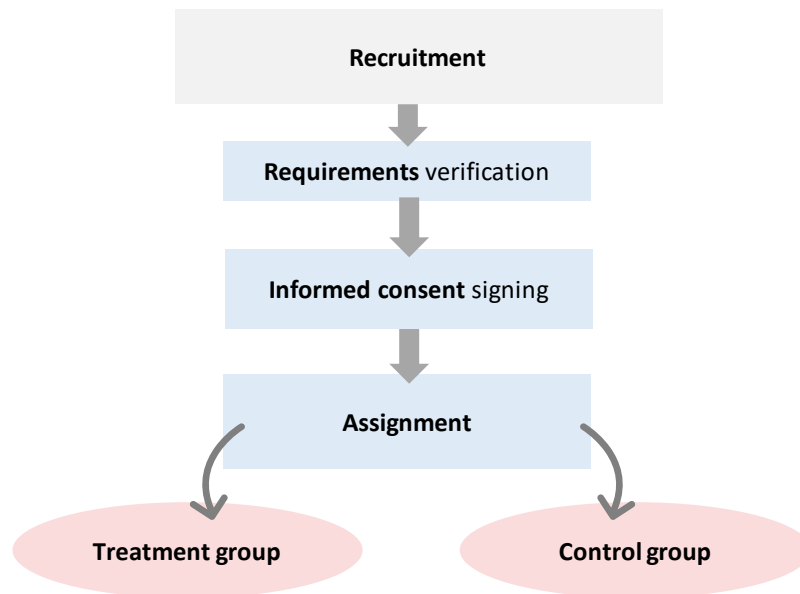 Recruitment
Requirements verification
Informed consent signing
Assignment
Treatment group
Control group